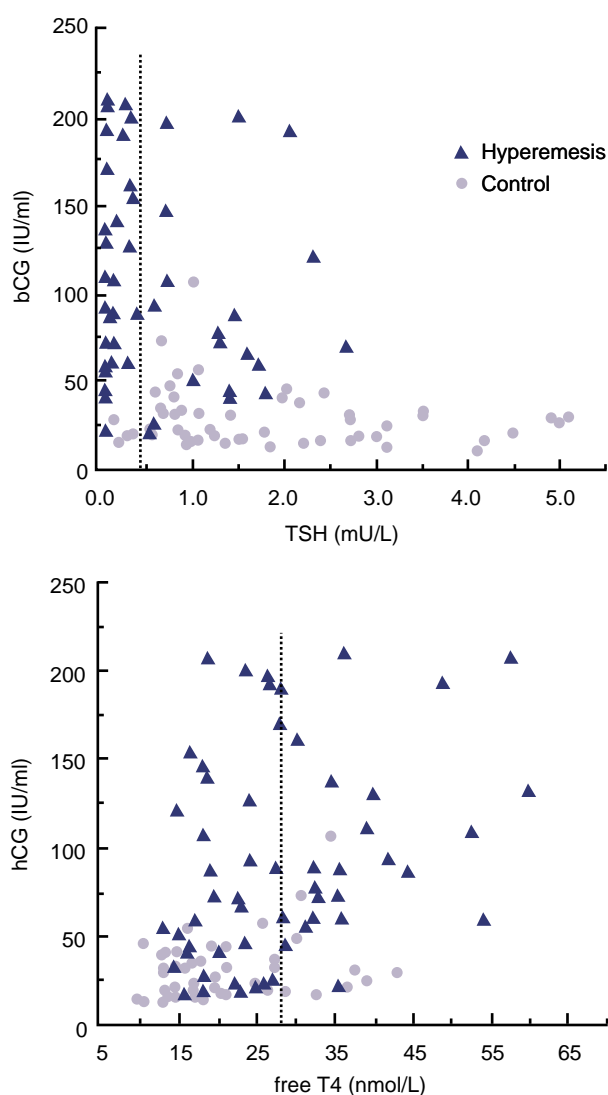 250
200
150
100
50
0
bCG (IU/ml)
Hyperemesis
Control
0.0 1.0 2.0 3.0 4.0 5.0
TSH (mU/L)
250
200
150
100
50
0
hCG (IU/ml)
5 15 25 35 45 55 65
free T4 (nmol/L)